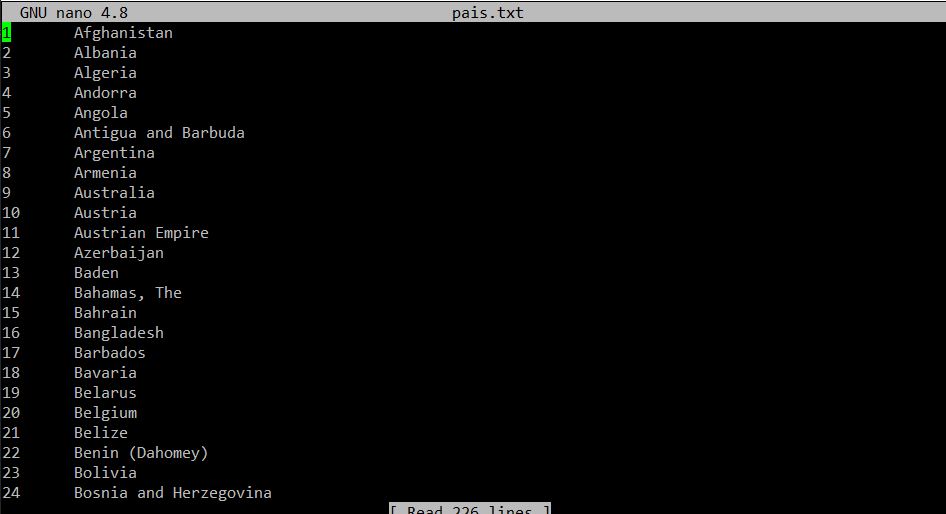 GNU nano 4.8 pais.txt
1 Afghanistan
2 Albania
3 Algeria
4 Andorra
5 Angola
6 Antigua and Barbuda
7 Argentina
8 Armenia
9 Australia
10 Austria
11 Austrian Empire
12 Azerbaijan
13 Baden
14 Bahamas, The
15 Bahrain
16 Bangladesh
17 Barbados
18 Bavaria
19 Belarus
20 Belgium
21 Belize
22 Benin (Dahomey)
23 Bolivia
24 Bosnia and Herzegovina
[ Read 226 lines ]